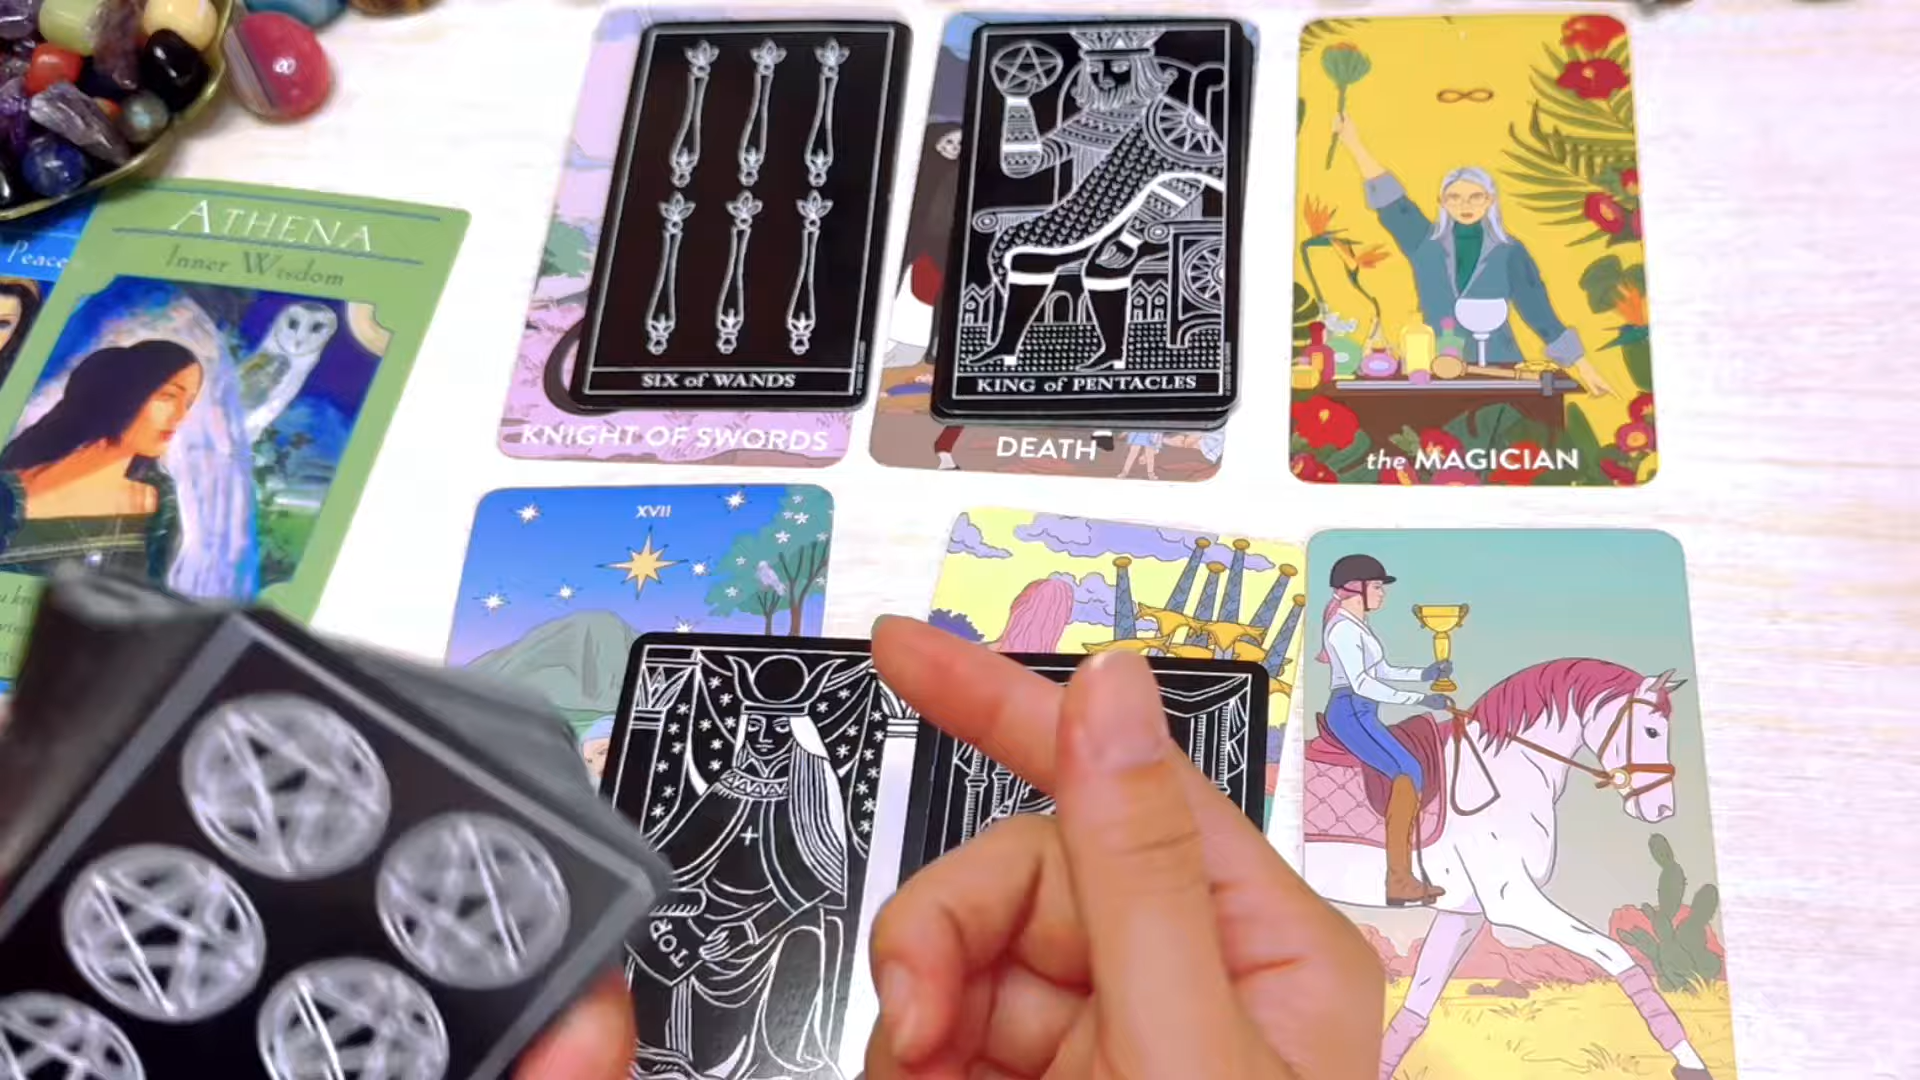 Peace
ATHENA
Inner Wisdom
SIX of WANDS
KNIGHT OF SWORDS
KING of PENTACLES
DEATH
the MAGICIAN
XVII
TOR